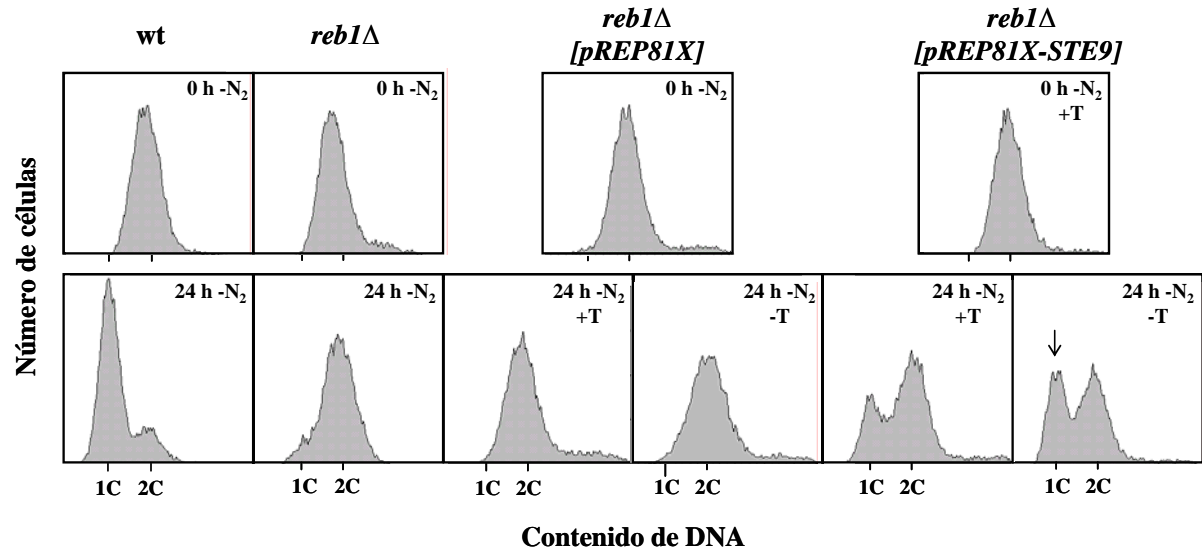 wt
reb1Δ
reb1Δ
[pREP81X]
reb1Δ
[pREP81X-STE9]
0 h -N2
0 h -N2
0 h -N2
0 h -N2
+T
Número de células
24 h -N2
24 h -N2
24 h -N2
+T
24 h -N2
-T
24 h -N2
+T
24 h -N2
-T
1C 2C
1C 2C
1C 2C
1C 2C
1C 2C
1C 2C
Contenido de DNA